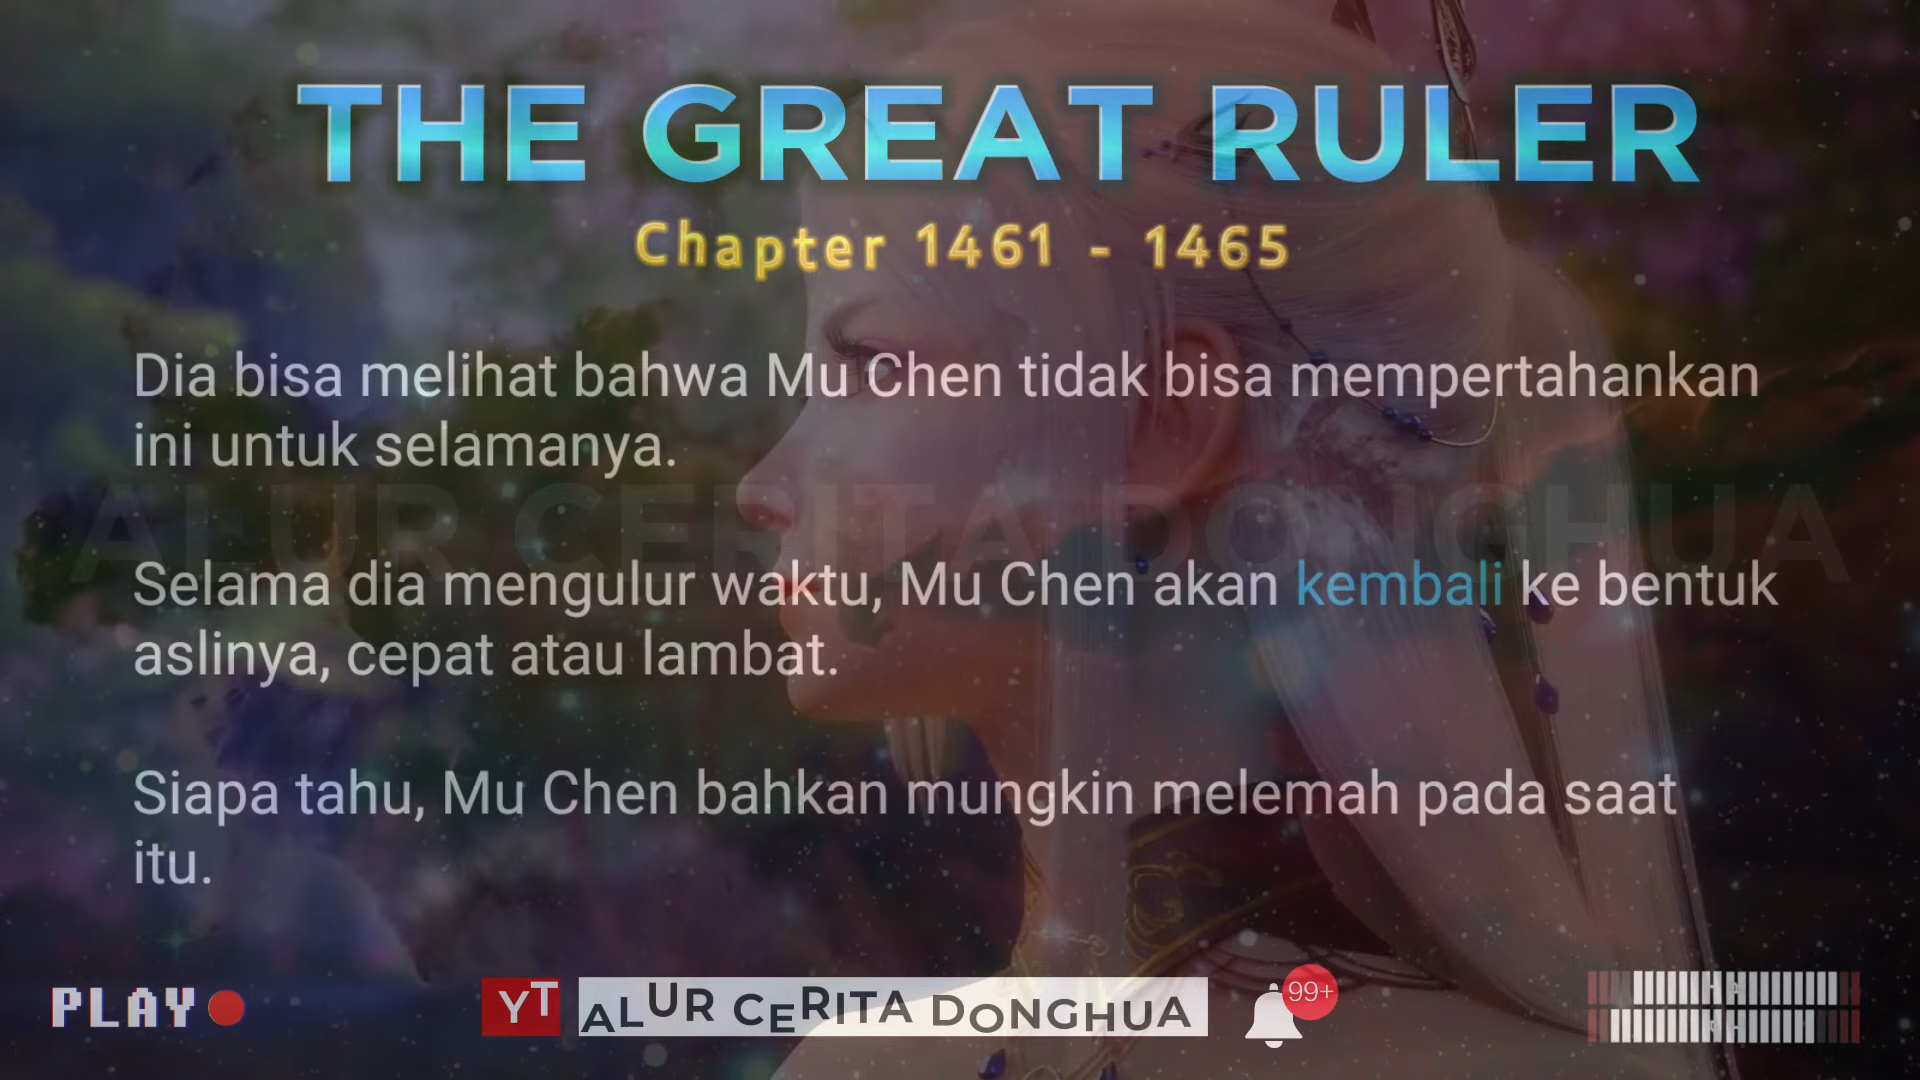 THE GREAT RULER
Chapter 1461 - 1465
Dia bisa melihat bahwa Mu Chen tidak bisa mempertahankan
ini untuk selamanya.
ALUR CERITA DONGHUA
Selama dia mengulur waktu, Mu Chen akan kembali ke bentuk
aslinya, cepat atau lambat.
Siapa tahu, Mu Chen bahkan mungkin melemah pada saat
itu.
PLAY
YT ALUR CERITA DONGHUA 99+